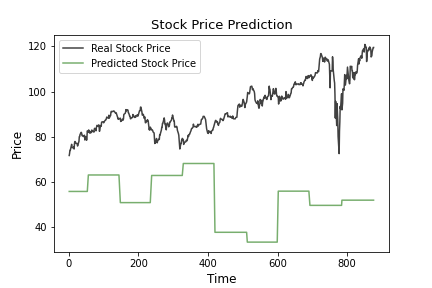 Stock Price Prediction
Real Stock Price
Predicted Stock Price
120
100
80
60
40
Price
0 200 400 600 800
Time